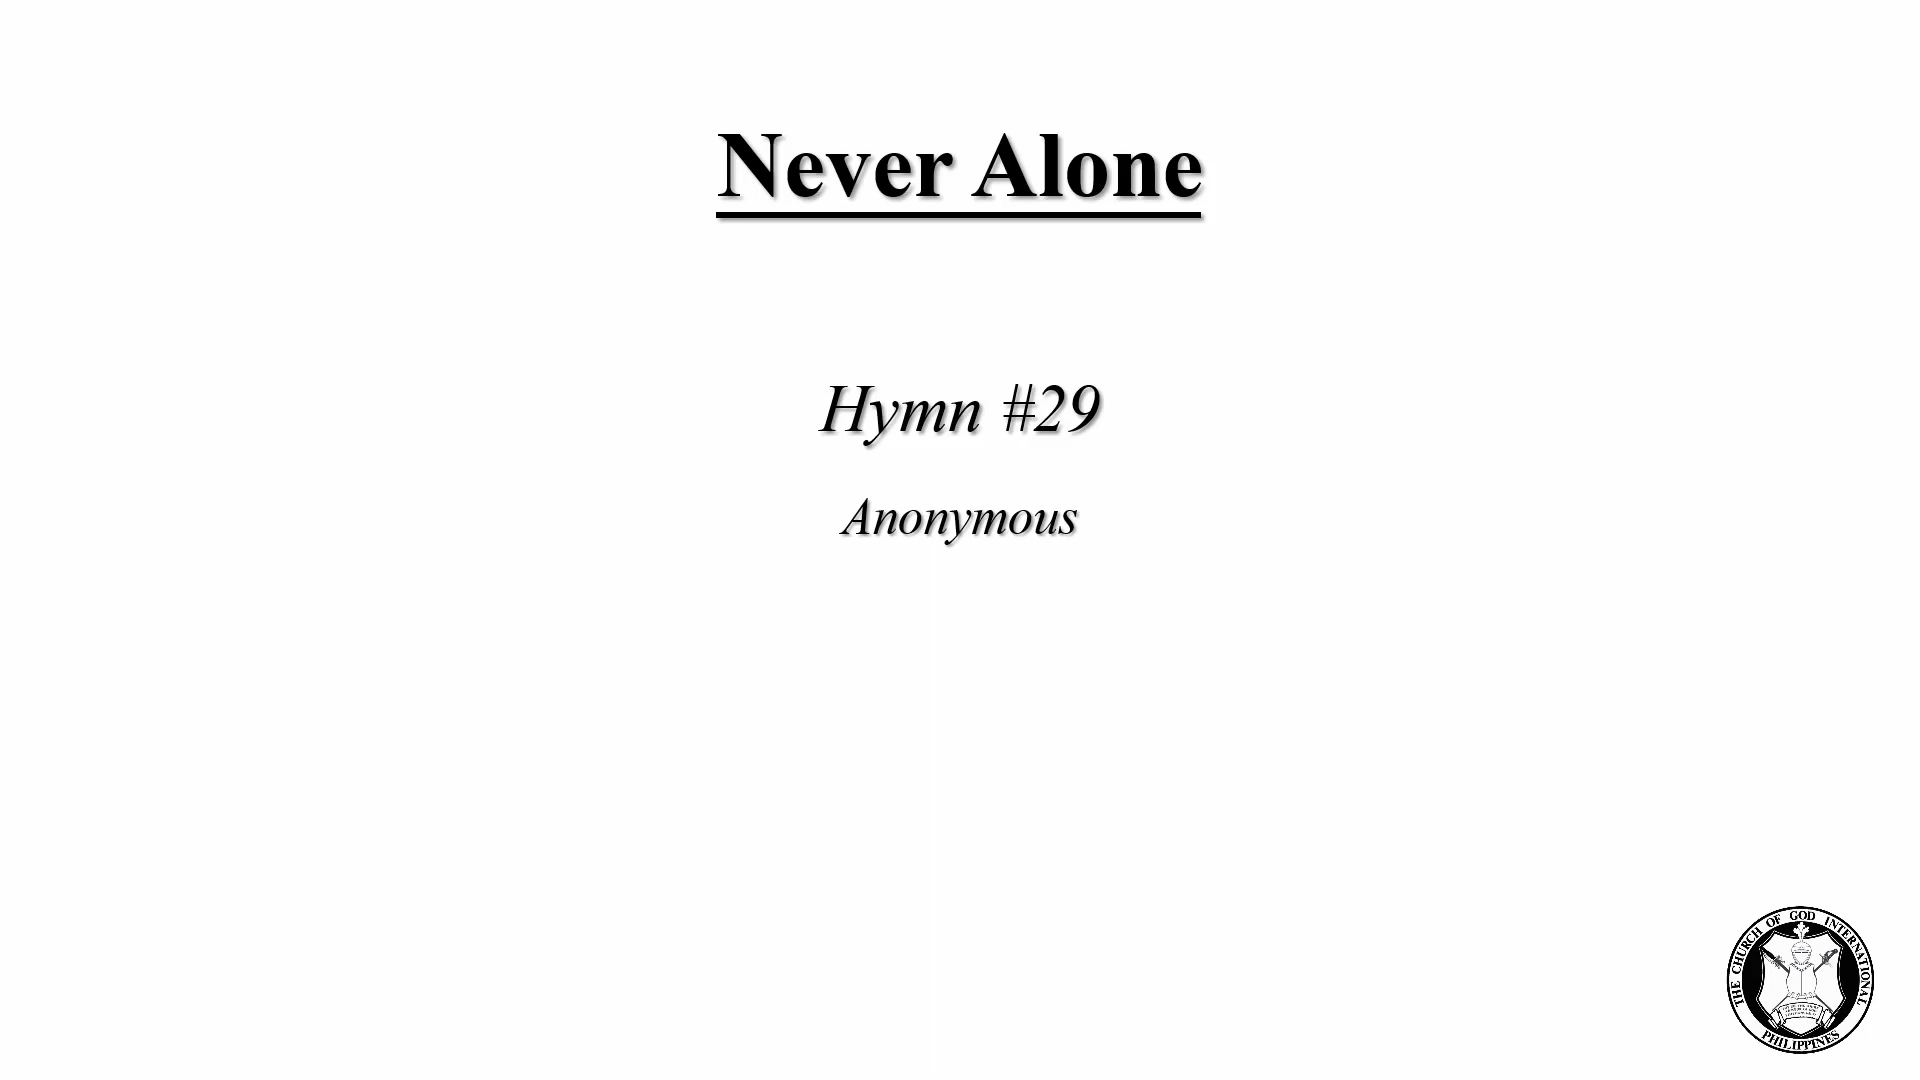 Never Alone
Hymn #29
Anonymous
THE CHURCH OF GOD INTERNATIONAL
PHILIPPINES